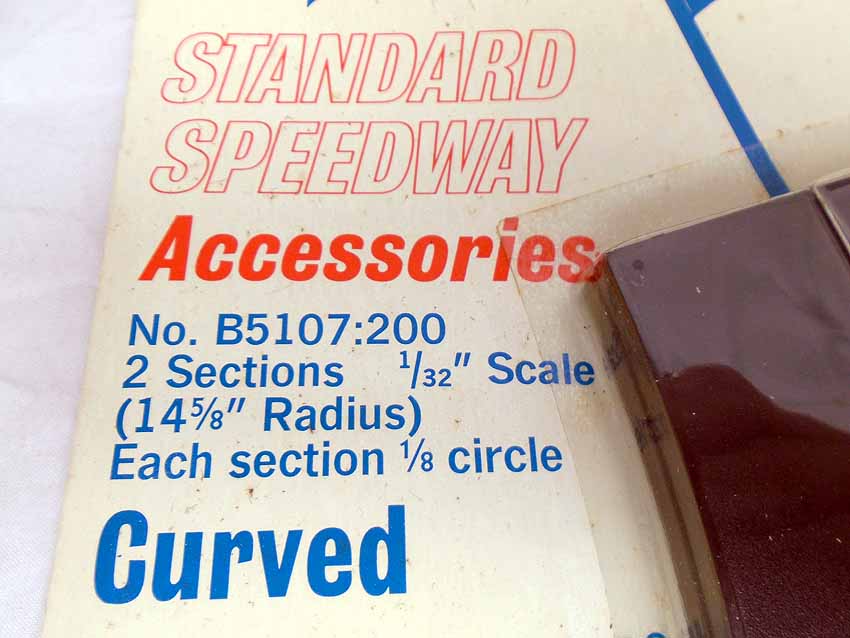 STANDARD
SPEEDWAY
Accessories
No. B5107:200
2 Sections 1/32" Scale
(14⅝" Radius)
Each section ⅛ circle
Curved